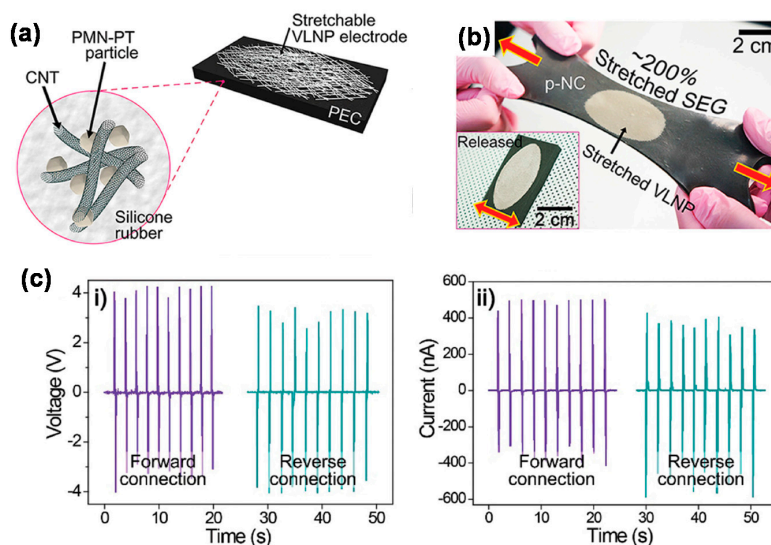 (a)
PMN-PT
particle
CNT
Silicone
rubber
Stretchable
VLNP electrode
PEC
(b)
2 cm
~200%
Stretched SEG
p-NC
Stretched VLNP
Released
2 cm
(c)
i)
Voltage (V)
4
2
0
-2
-4
Forward
connection
Reverse
connection
0
10
20
30
40
50
Time (s)
ii)
Current (nA)
600
400
200
0
-200
-400
-600
Forward
connection
Reverse
connection
0
10
20
30
40
50
Time (s)